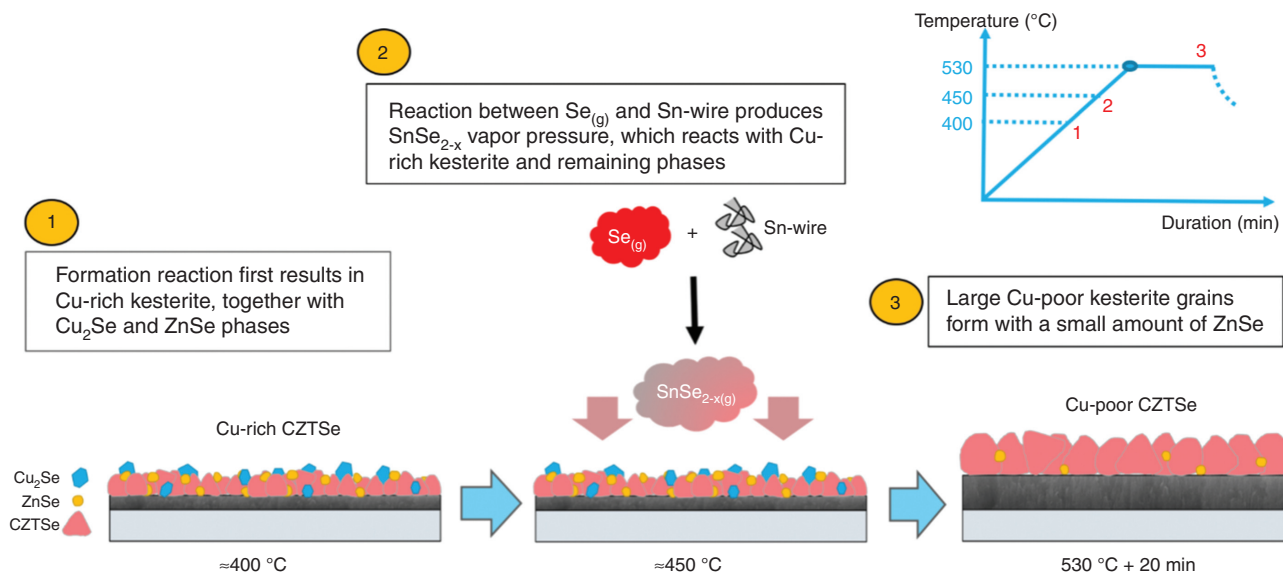 2
Reaction between Se(g) and Sn-wire produces
SnSe2-x vapor pressure, which reacts with Cu-
rich kesterite and remaining phases
Temperature (°C)
530
450
400
3
2
1
Duration (min)
1
Formation reaction first results in
Cu-rich kesterite, together with
Cu2Se and ZnSe phases
Se(g)
+
Sn-wire
3
Large Cu-poor kesterite grains
form with a small amount of ZnSe
SnSe2-x(g)
Cu-rich CZTSe
Cu-poor CZTSe
Cu2Se
ZnSe
CZTSe
≈400 °C
≈450 °C
530 °C + 20 min